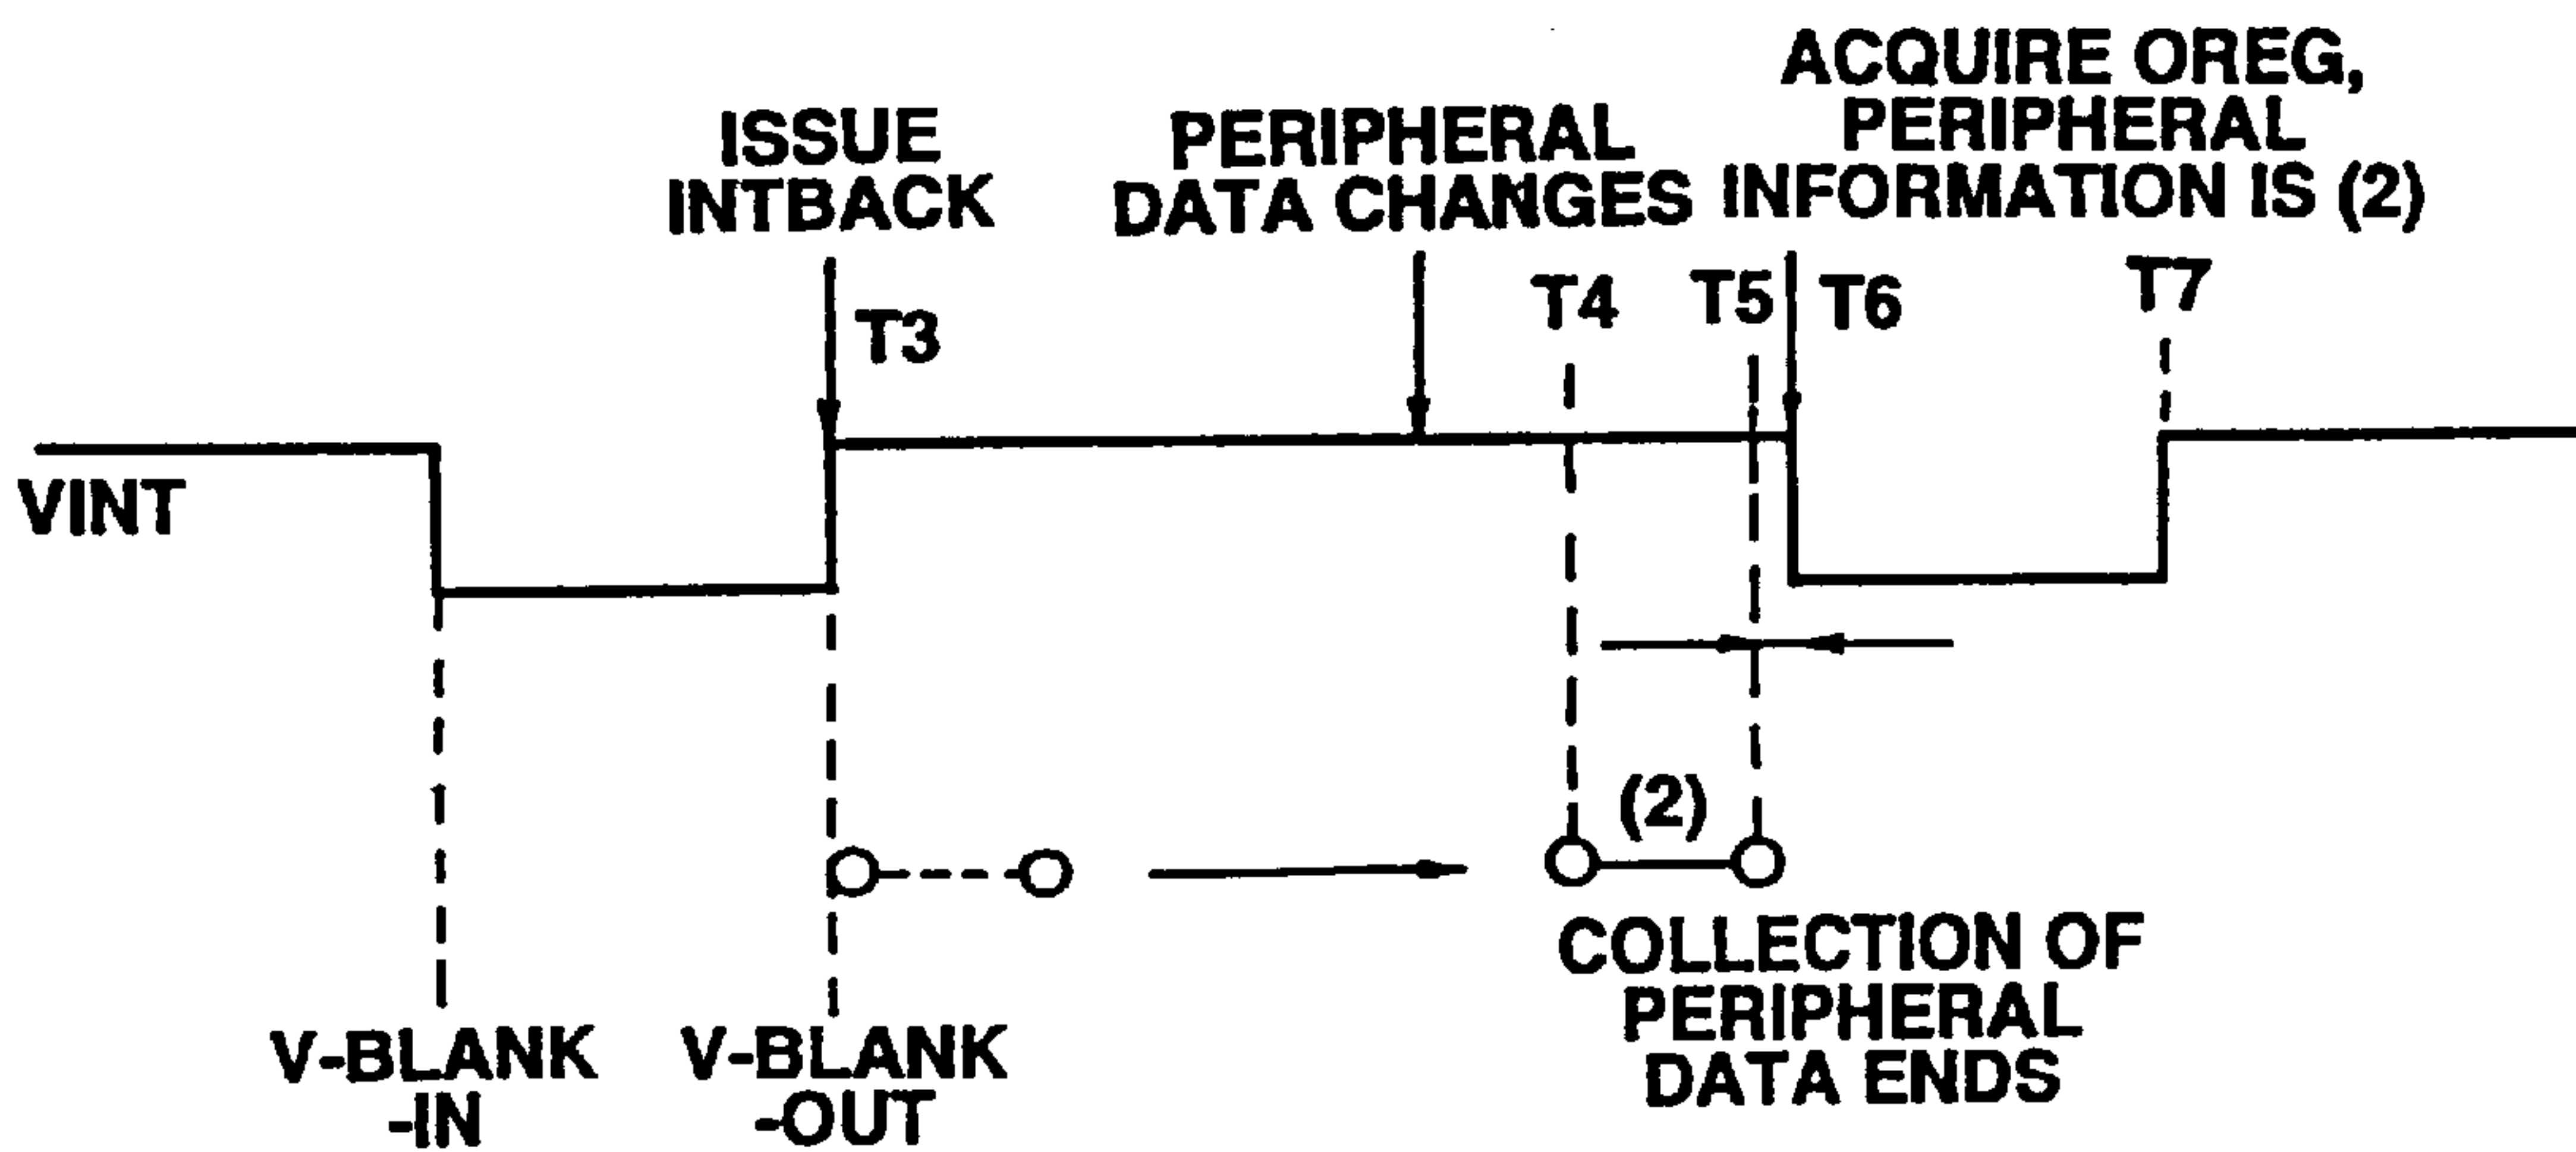 ACQUIRE OREG,
PERIPHERAL
INFORMATION IS (2)
ISSUE
INTBACK
PERIPHERAL
DATA CHANGES
T3
T4
T5
T6
T7
VINT
(2)
COLLECTION OF
PERIPHERAL
DATA ENDS
V-BLANK
-IN
V-BLANK
-OUT